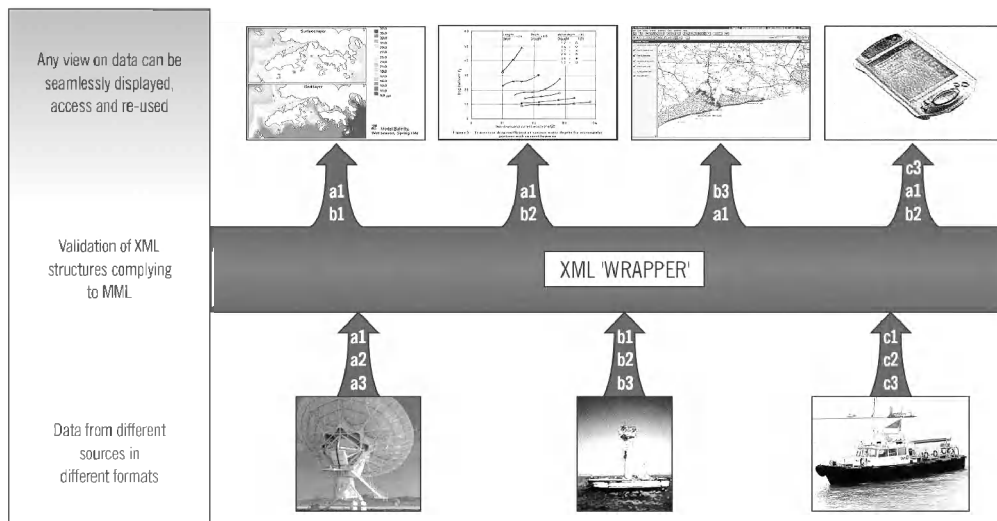 Any view on data can be
seamlessly displayed,
access and re-used
Surface layer
a1
b1
a1
b2
b3
a1
c3
a1
b2
Validation of XML
structures complying
to MML
XML 'WRAPPER'
a1
a2
a3
b1
b2
b3
c1
c2
c3
Data from different
sources in
different formats